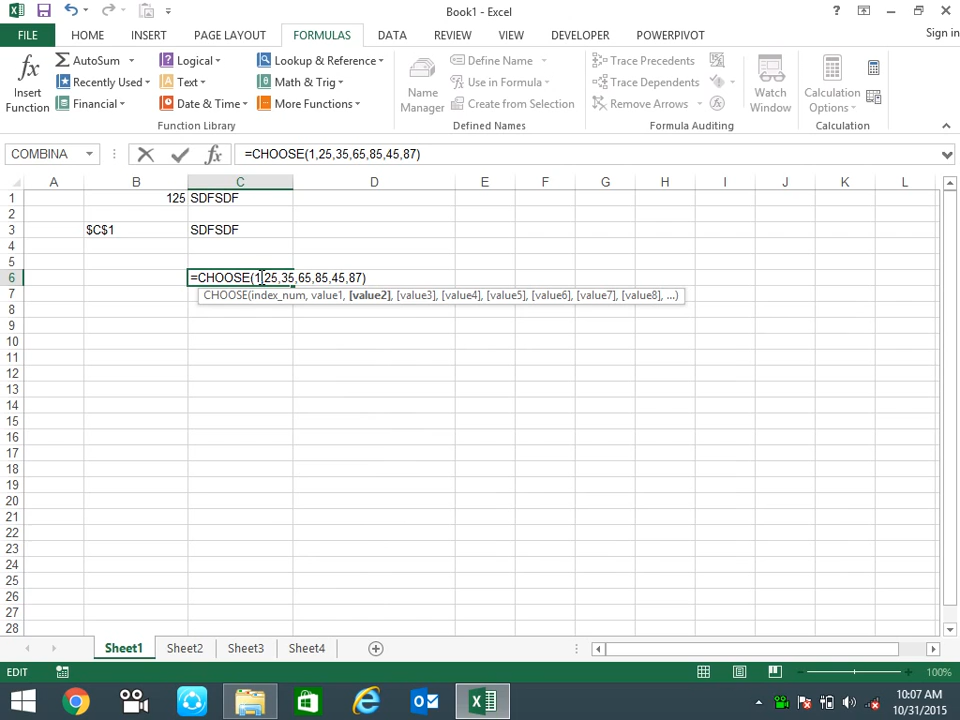 Book1 - Excel
?
Sign in
FILE HOME INSERT PAGE LAYOUT FORMULAS DATA REVIEW VIEW DEVELOPER POWERPIVOT
fx Insert Function
Σ AutoSum
Recently Used
Financial
Logical
Text
Date & Time
Lookup & Reference
Math & Trig
More Functions
Function Library
Name Manager
Define Name
Use in Formula
Create from Selection
Defined Names
Trace Precedents
Trace Dependents
Remove Arrows
Formula Auditing
Watch Window
Calculation Options
Calculation
COMBINA fx =CHOOSE(1,25,35,65,85,45,87)
A B C D E F G H I J K L
1 125 SDFSDF
2
3 $C$1 SDFSDF
4
5
6 =CHOOSE(1,25,35,65,85,45,87)
7 CHOOSE(index_num, value1, [value2], [value3], [value4], [value5], [value6], [value7], [value8], ...)
8
9
10
11
12
13
14
15
16
17
18
19
20
21
22
23
24
25
26
27
28
Sheet1 Sheet2 Sheet3 Sheet4
EDIT 100%
10:07 AM
10/31/2015